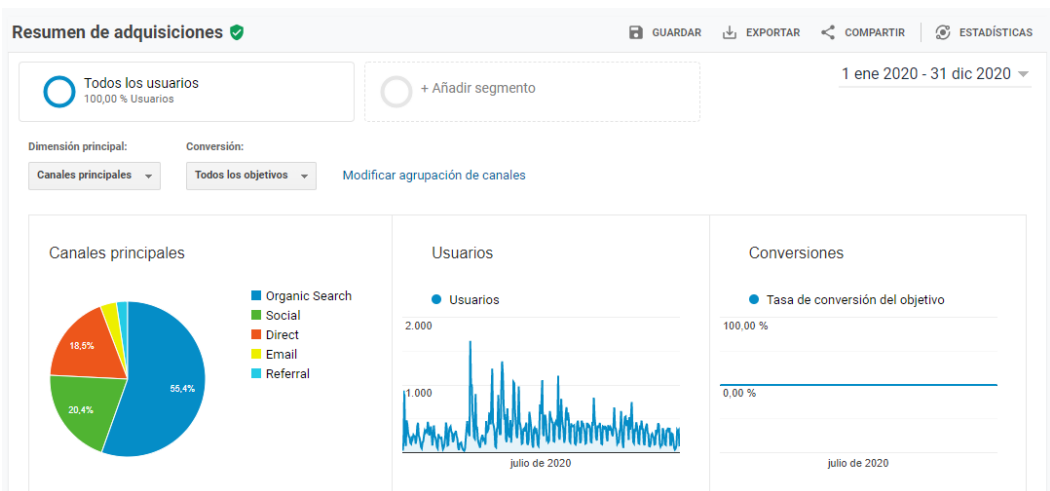 Resumen de adquisiciones
GUARDAR EXPORTAR COMPARTIR ESTADÍSTICAS
Todos los usuarios
100,00 % Usuarios
+ Añadir segmento
1 ene 2020 - 31 dic 2020
Dimensión principal: Conversión:
Canales principales Todos los objetivos Modificar agrupación de canales
Canales principales
Organic Search
Social
Direct
Email
Referral
18,5%
55,4%
20,4%
Usuarios
Usuarios
2.000
1.000
julio de 2020
Conversiones
Tasa de conversión del objetivo
100,00 %
0,00 %
julio de 2020